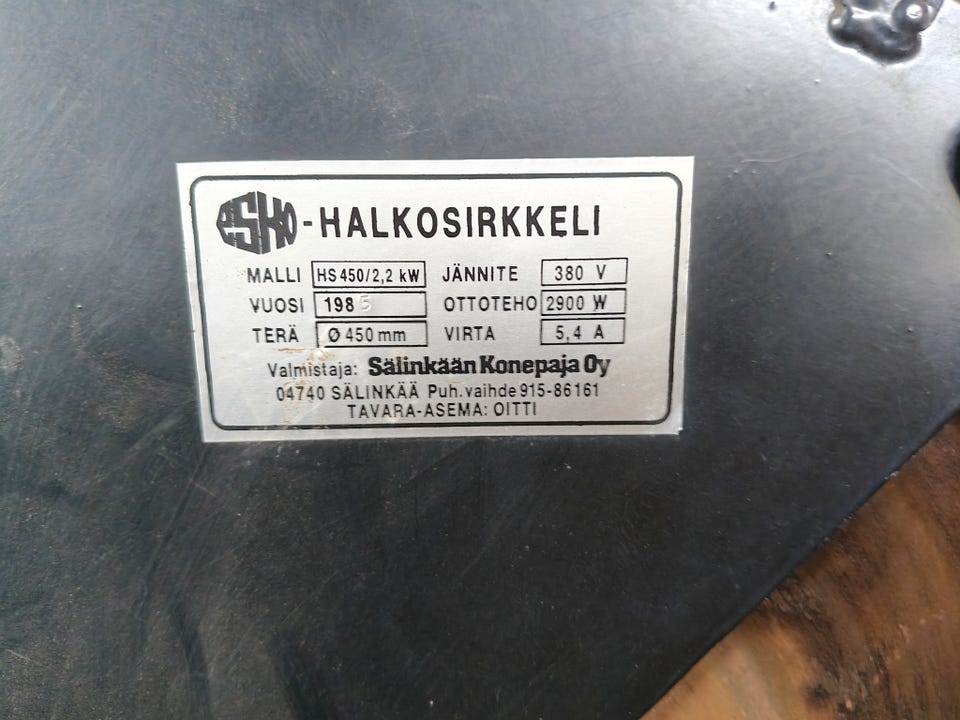 esko-HALKOSIRKKELI
MALLI HS 450/2,2 kW JÄNNITE 380 V
VUOSI 1985 OTTOTEHO 2900 W
TERÄ Ø 450 mm VIRTA 5,4 A
Valmistaja: Sälinkään Konepaja Oy
04740 SÄLINKÄÄ Puh. vaihde 915-86161
TAVARA-ASEMA: OITTI